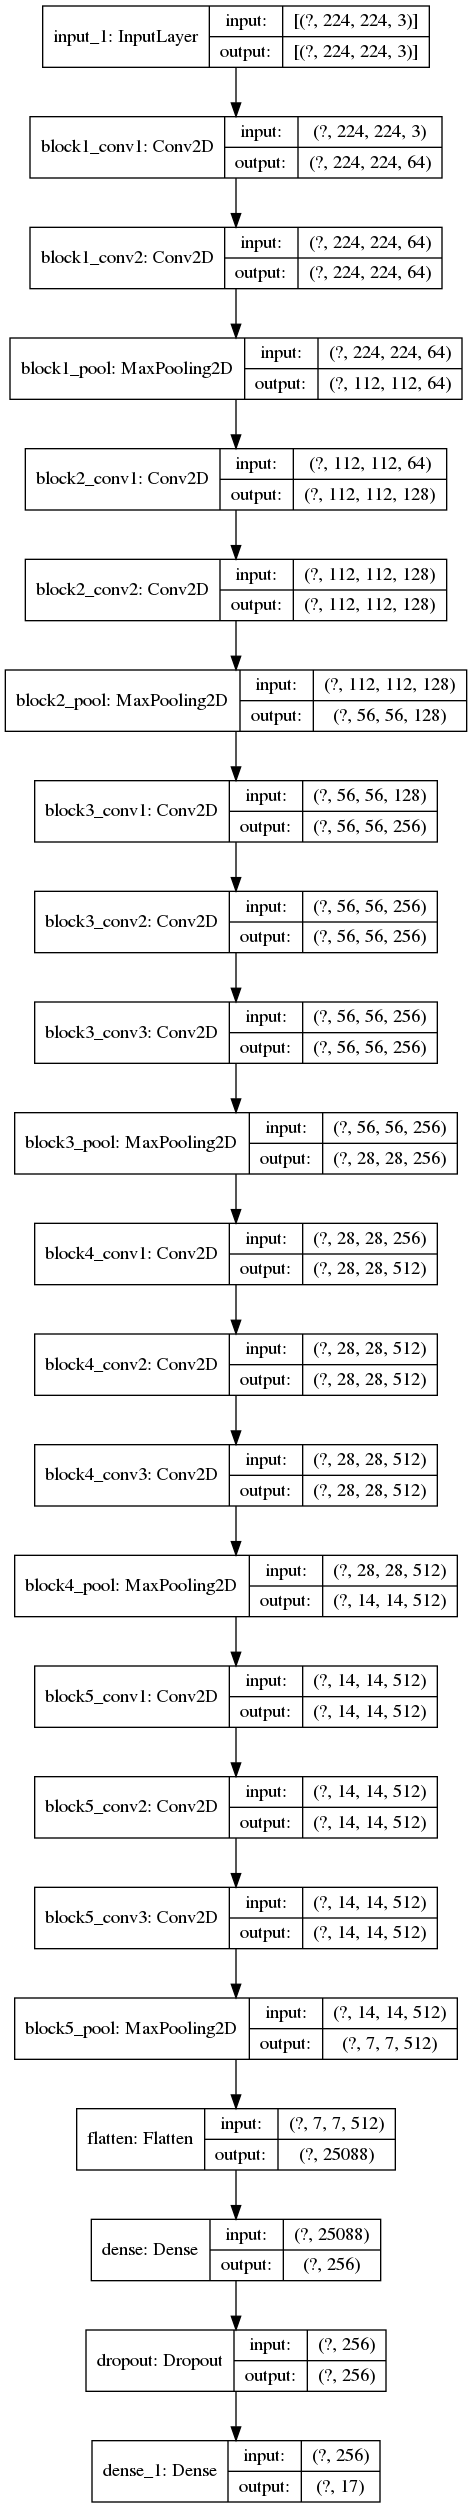 input_1: InputLayer
input: [(?, 224, 224, 3)]
output: [(?, 224, 224, 3)]
block1_conv1: Conv2D
input: (?, 224, 224, 3)
output: (?, 224, 224, 64)
block1_conv2: Conv2D
input: (?, 224, 224, 64)
output: (?, 224, 224, 64)
block1_pool: MaxPooling2D
input: (?, 224, 224, 64)
output: (?, 112, 112, 64)
block2_conv1: Conv2D
input: (?, 112, 112, 64)
output: (?, 112, 112, 128)
block2_conv2: Conv2D
input: (?, 112, 112, 128)
output: (?, 112, 112, 128)
block2_pool: MaxPooling2D
input: (?, 112, 112, 128)
output: (?, 56, 56, 128)
block3_conv1: Conv2D
input: (?, 56, 56, 128)
output: (?, 56, 56, 256)
block3_conv2: Conv2D
input: (?, 56, 56, 256)
output: (?, 56, 56, 256)
block3_conv3: Conv2D
input: (?, 56, 56, 256)
output: (?, 56, 56, 256)
block3_pool: MaxPooling2D
input: (?, 56, 56, 256)
output: (?, 28, 28, 256)
block4_conv1: Conv2D
input: (?, 28, 28, 256)
output: (?, 28, 28, 512)
block4_conv2: Conv2D
input: (?, 28, 28, 512)
output: (?, 28, 28, 512)
block4_conv3: Conv2D
input: (?, 28, 28, 512)
output: (?, 28, 28, 512)
block4_pool: MaxPooling2D
input: (?, 28, 28, 512)
output: (?, 14, 14, 512)
block5_conv1: Conv2D
input: (?, 14, 14, 512)
output: (?, 14, 14, 512)
block5_conv2: Conv2D
input: (?, 14, 14, 512)
output: (?, 14, 14, 512)
block5_conv3: Conv2D
input: (?, 14, 14, 512)
output: (?, 14, 14, 512)
block5_pool: MaxPooling2D
input: (?, 14, 14, 512)
output: (?, 7, 7, 512)
flatten: Flatten
input: (?, 7, 7, 512)
output: (?, 25088)
dense: Dense
input: (?, 25088)
output: (?, 256)
dropout: Dropout
input: (?, 256)
output: (?, 256)
dense_1: Dense
input: (?, 256)
output: (?, 17)